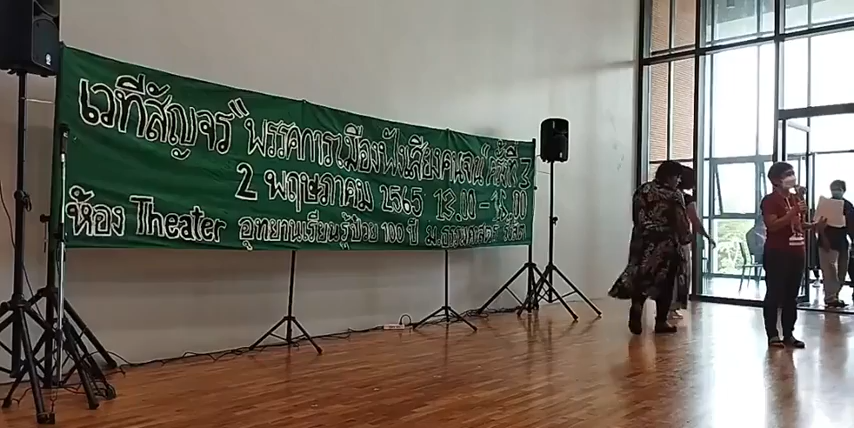 เวทีสัญจร "พรรคการเมืองฟังเสียงคนจน" ครั้งที่ 3
2 พฤษภาคม 2565 13.00 - 16.00
ห้อง Theater อุทยานเรียนรู้ป๋วย 100 ปี ม.ธรรมศาสตร์ รังสิต